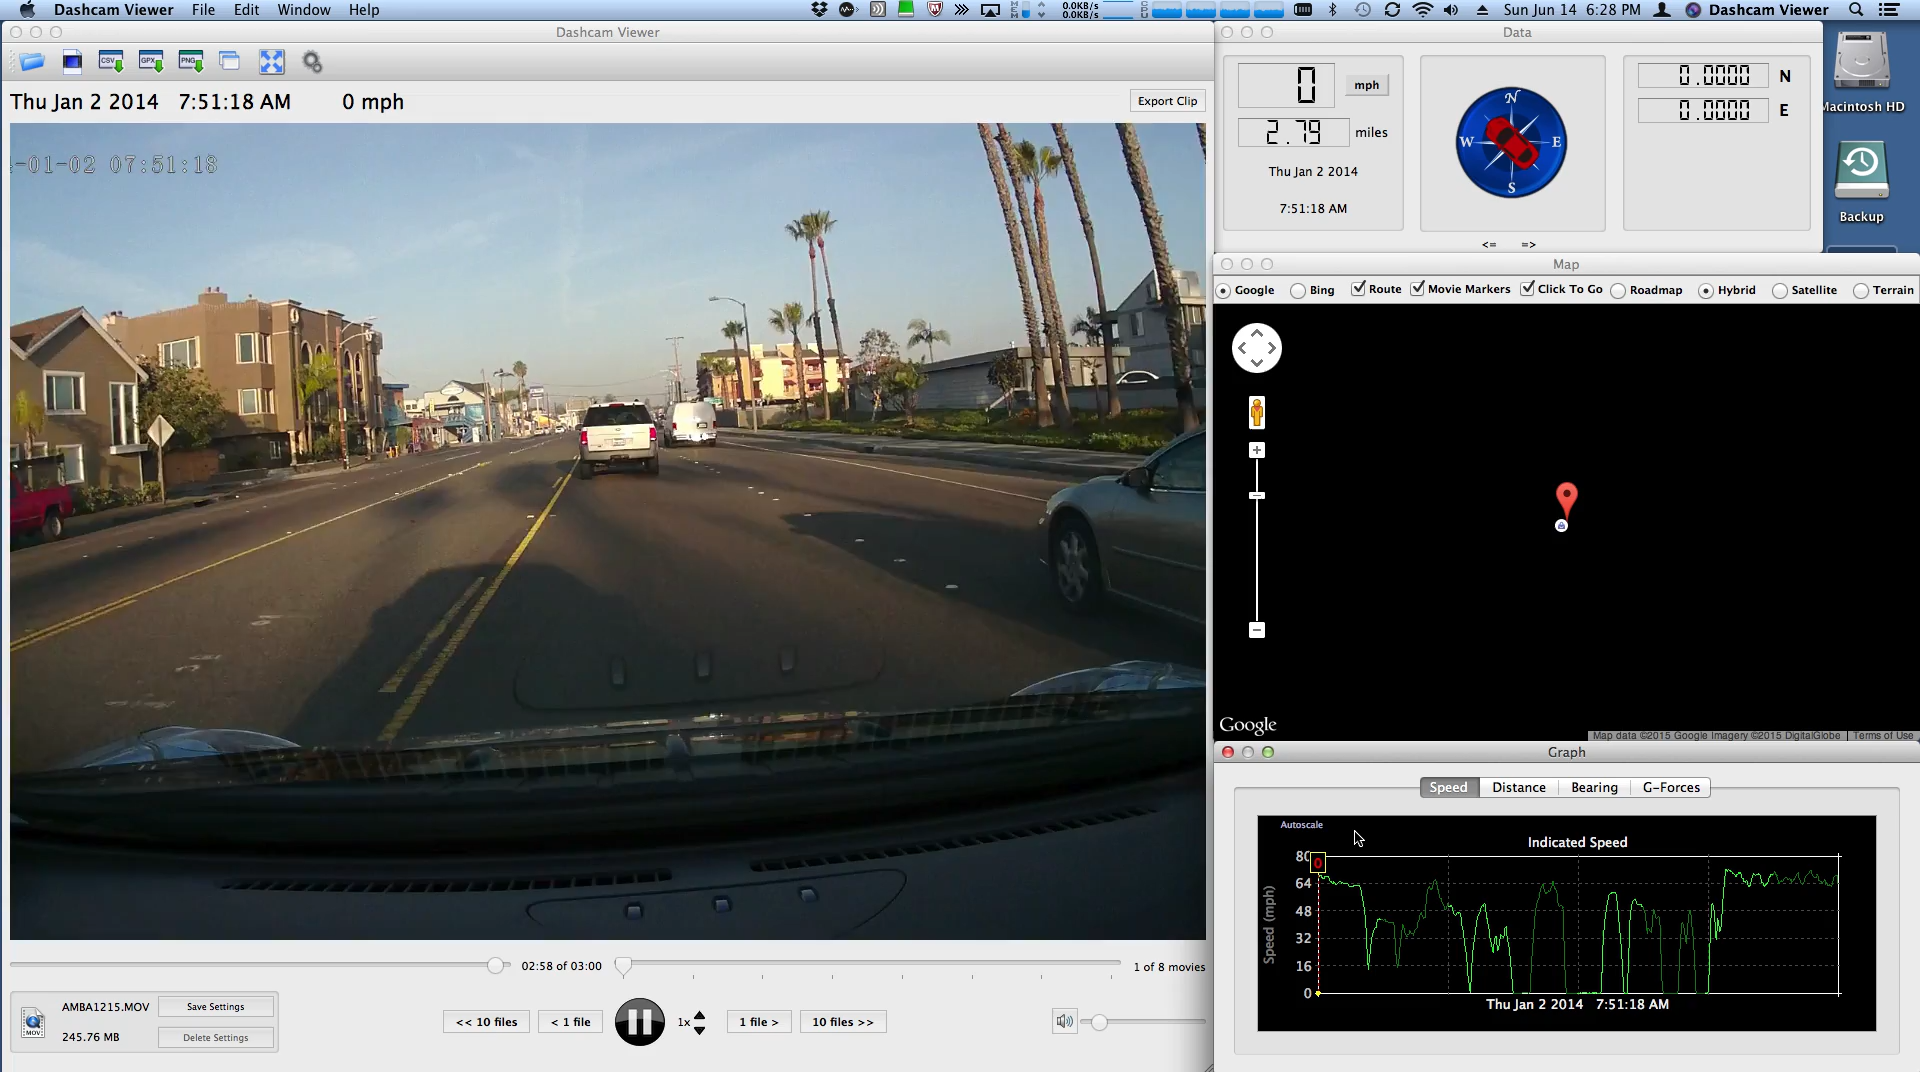 Dashcam Viewer File Edit Window Help
0.0KB/s
0.0KB/s
Sun Jun 14 6:28 PM Dashcam Viewer
Dashcam Viewer
CSV GPX PNG
Thu Jan 2 2014 7:51:18 AM 0 mph
Export Clip
-01-02 07:51:18
02:58 of 03:00
1 of 8 movies
AMBA1215.MOV
Save Settings
245.76 MB
Delete Settings
MOV
<< 10 files
< 1 file
1x
1 file >
10 files >>
Data
0 mph
2.79 miles
Thu Jan 2 2014
7:51:18 AM
N
W E
S
<= =>
0.0000 N
0.0000 E
Macintosh HD
Backup
Map
Google Bing Route Movie Markers Click To Go Roadmap Hybrid Satellite Terrain
Google
Map data ©2015 Google Imagery ©2015 DigitalGlobe Terms of Use
Graph
Speed Distance Bearing G-Forces
Autoscale
Indicated Speed
80
64
48
32
16
0
0
Speed (mph)
Thu Jan 2 2014 7:51:18 AM